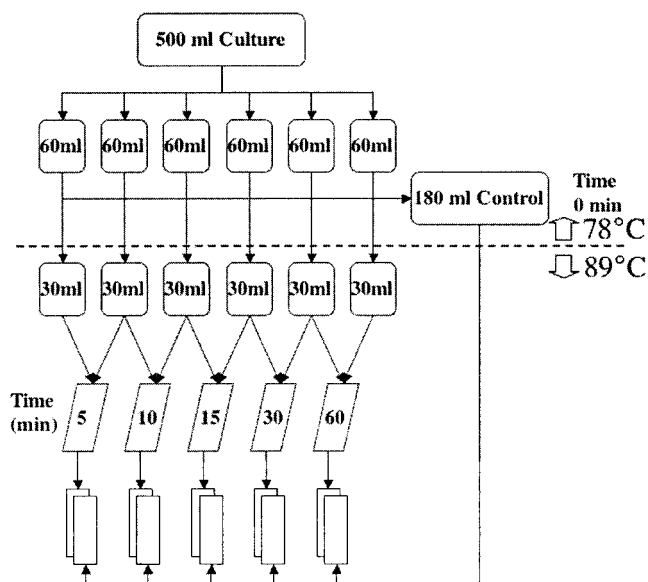 500 ml Culture
60ml 60ml 60ml 60ml 60ml 60ml
180 ml Control
Time
0 min
78°C
89°C
30ml 30ml 30ml 30ml 30ml 30ml
Time
(min)
5 10 15 30 60